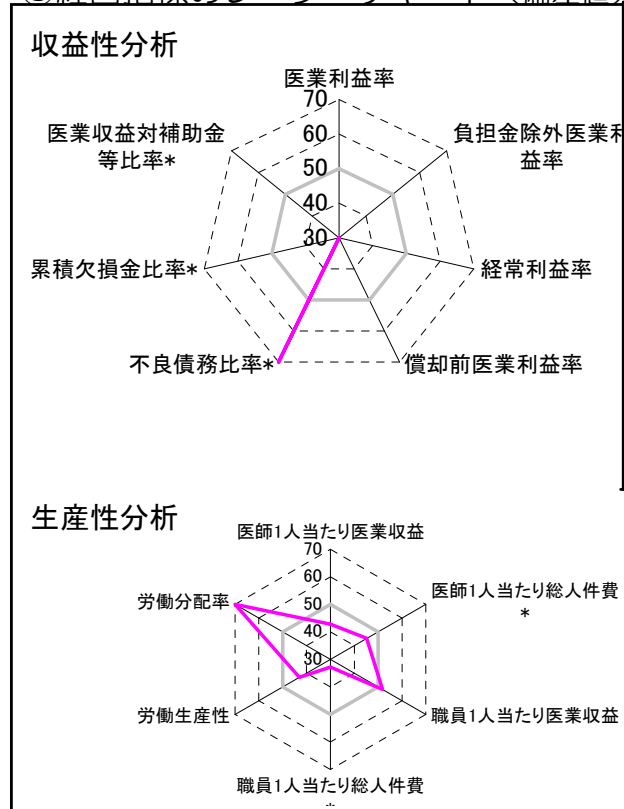 収益性分析
医業利益率
負担金除外医業利
益率
経常利益率
償却前医業利益率
不良債務比率*
累積欠損金比率*
医業収益対補助金
等比率*
70
60
50
40
30
生産性分析
医師1人当たり医業収益
医師1人当たり総人件費
*
職員1人当たり医業収益
職員1人当たり総人件費
*
労働生産性
労働分配率
70
60
50
40
30